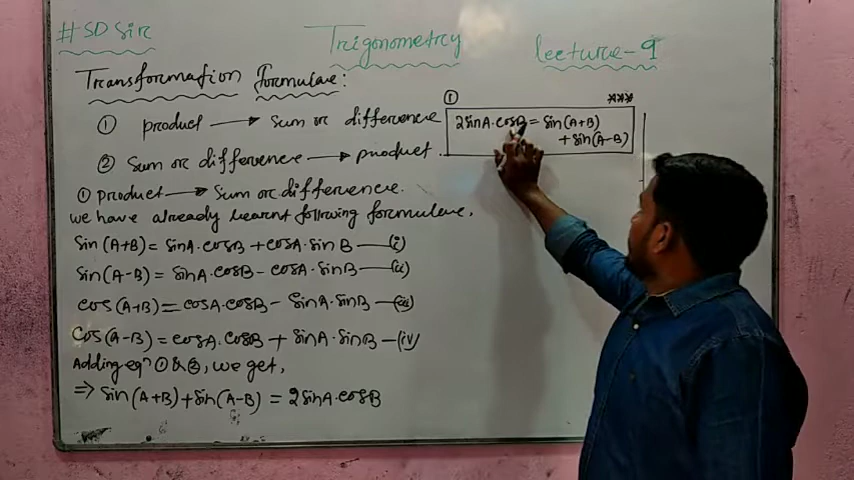 #SD Sir
Trigonometry
lecture-9
Transformation formulae:
① product → Sum or difference
② Sum or difference → product.
① product → Sum or difference.
we have already learnt following formulae.
Sin(A+B) = SinA.cosB + cosA.SinB —(i)
Sin(A-B) = SinA.cosB - cosA.SinB —(ii)
cos(A+B) = cosA.cosB - SinA.SinB —(iii)
cos(A-B) = cosA.cosB + SinA.SinB —(iv)
Adding eqn ① & ②, we get,
⇒ Sin(A+B) + Sin(A-B) = 2SinA.cosB
① ***
2SinA.cosB = Sin(A+B)
+ Sin(A-B)